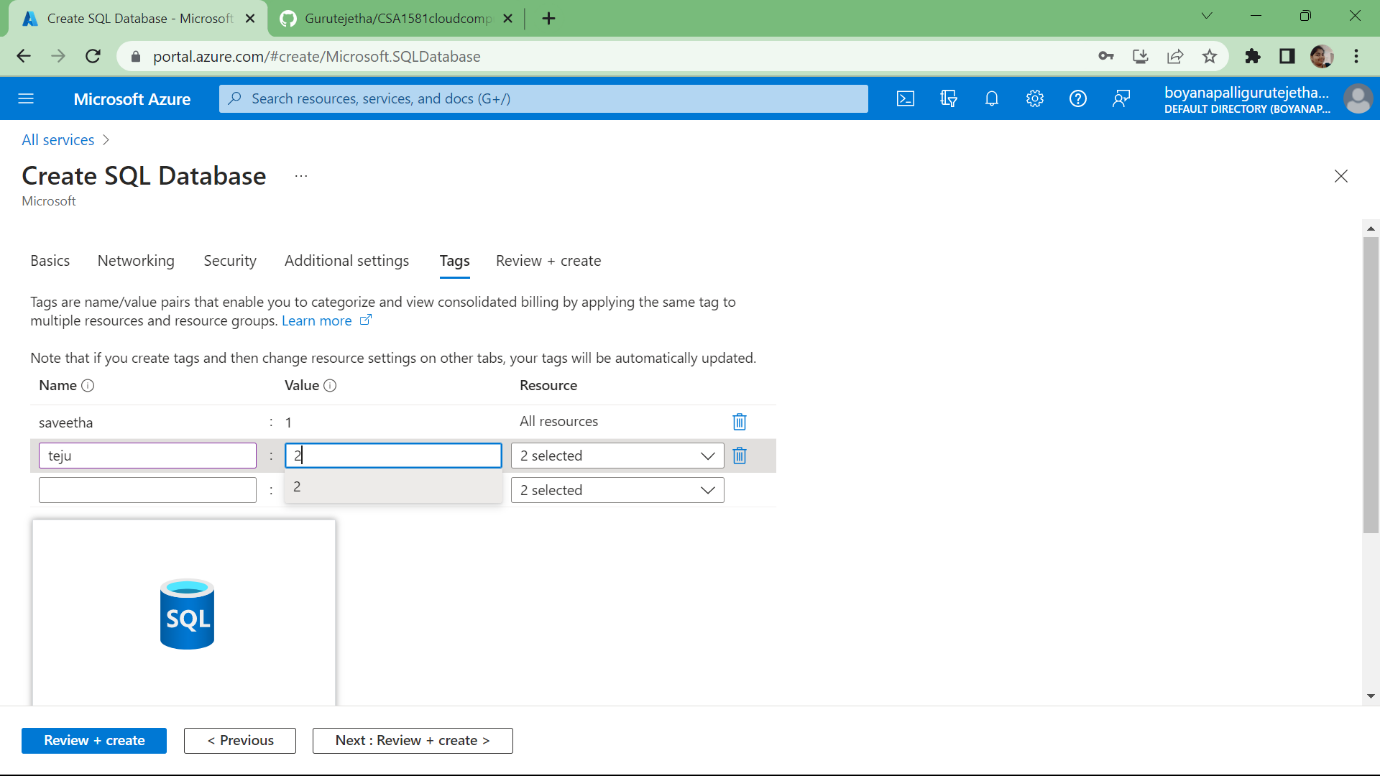 Create SQL Database - Microsoft
Gurutejetha/CSA1581cloudcomp
portal.azure.com/#create/Microsoft.SQLDatabase
Microsoft Azure
Search resources, services, and docs (G+/)
boyanapalligurutejetha...
DEFAULT DIRECTORY (BOYANAP...
All services >
Create SQL Database ...
Microsoft
Basics Networking Security Additional settings Tags Review + create
Tags are name/value pairs that enable you to categorize and view consolidated billing by applying the same tag to
multiple resources and resource groups. Learn more
Note that if you create tags and then change resource settings on other tabs, your tags will be automatically updated.
Name Value Resource
saveetha : 1 All resources
teju : 2 2 selected
: 2 2 selected
SQL
Review + create < Previous Next : Review + create >